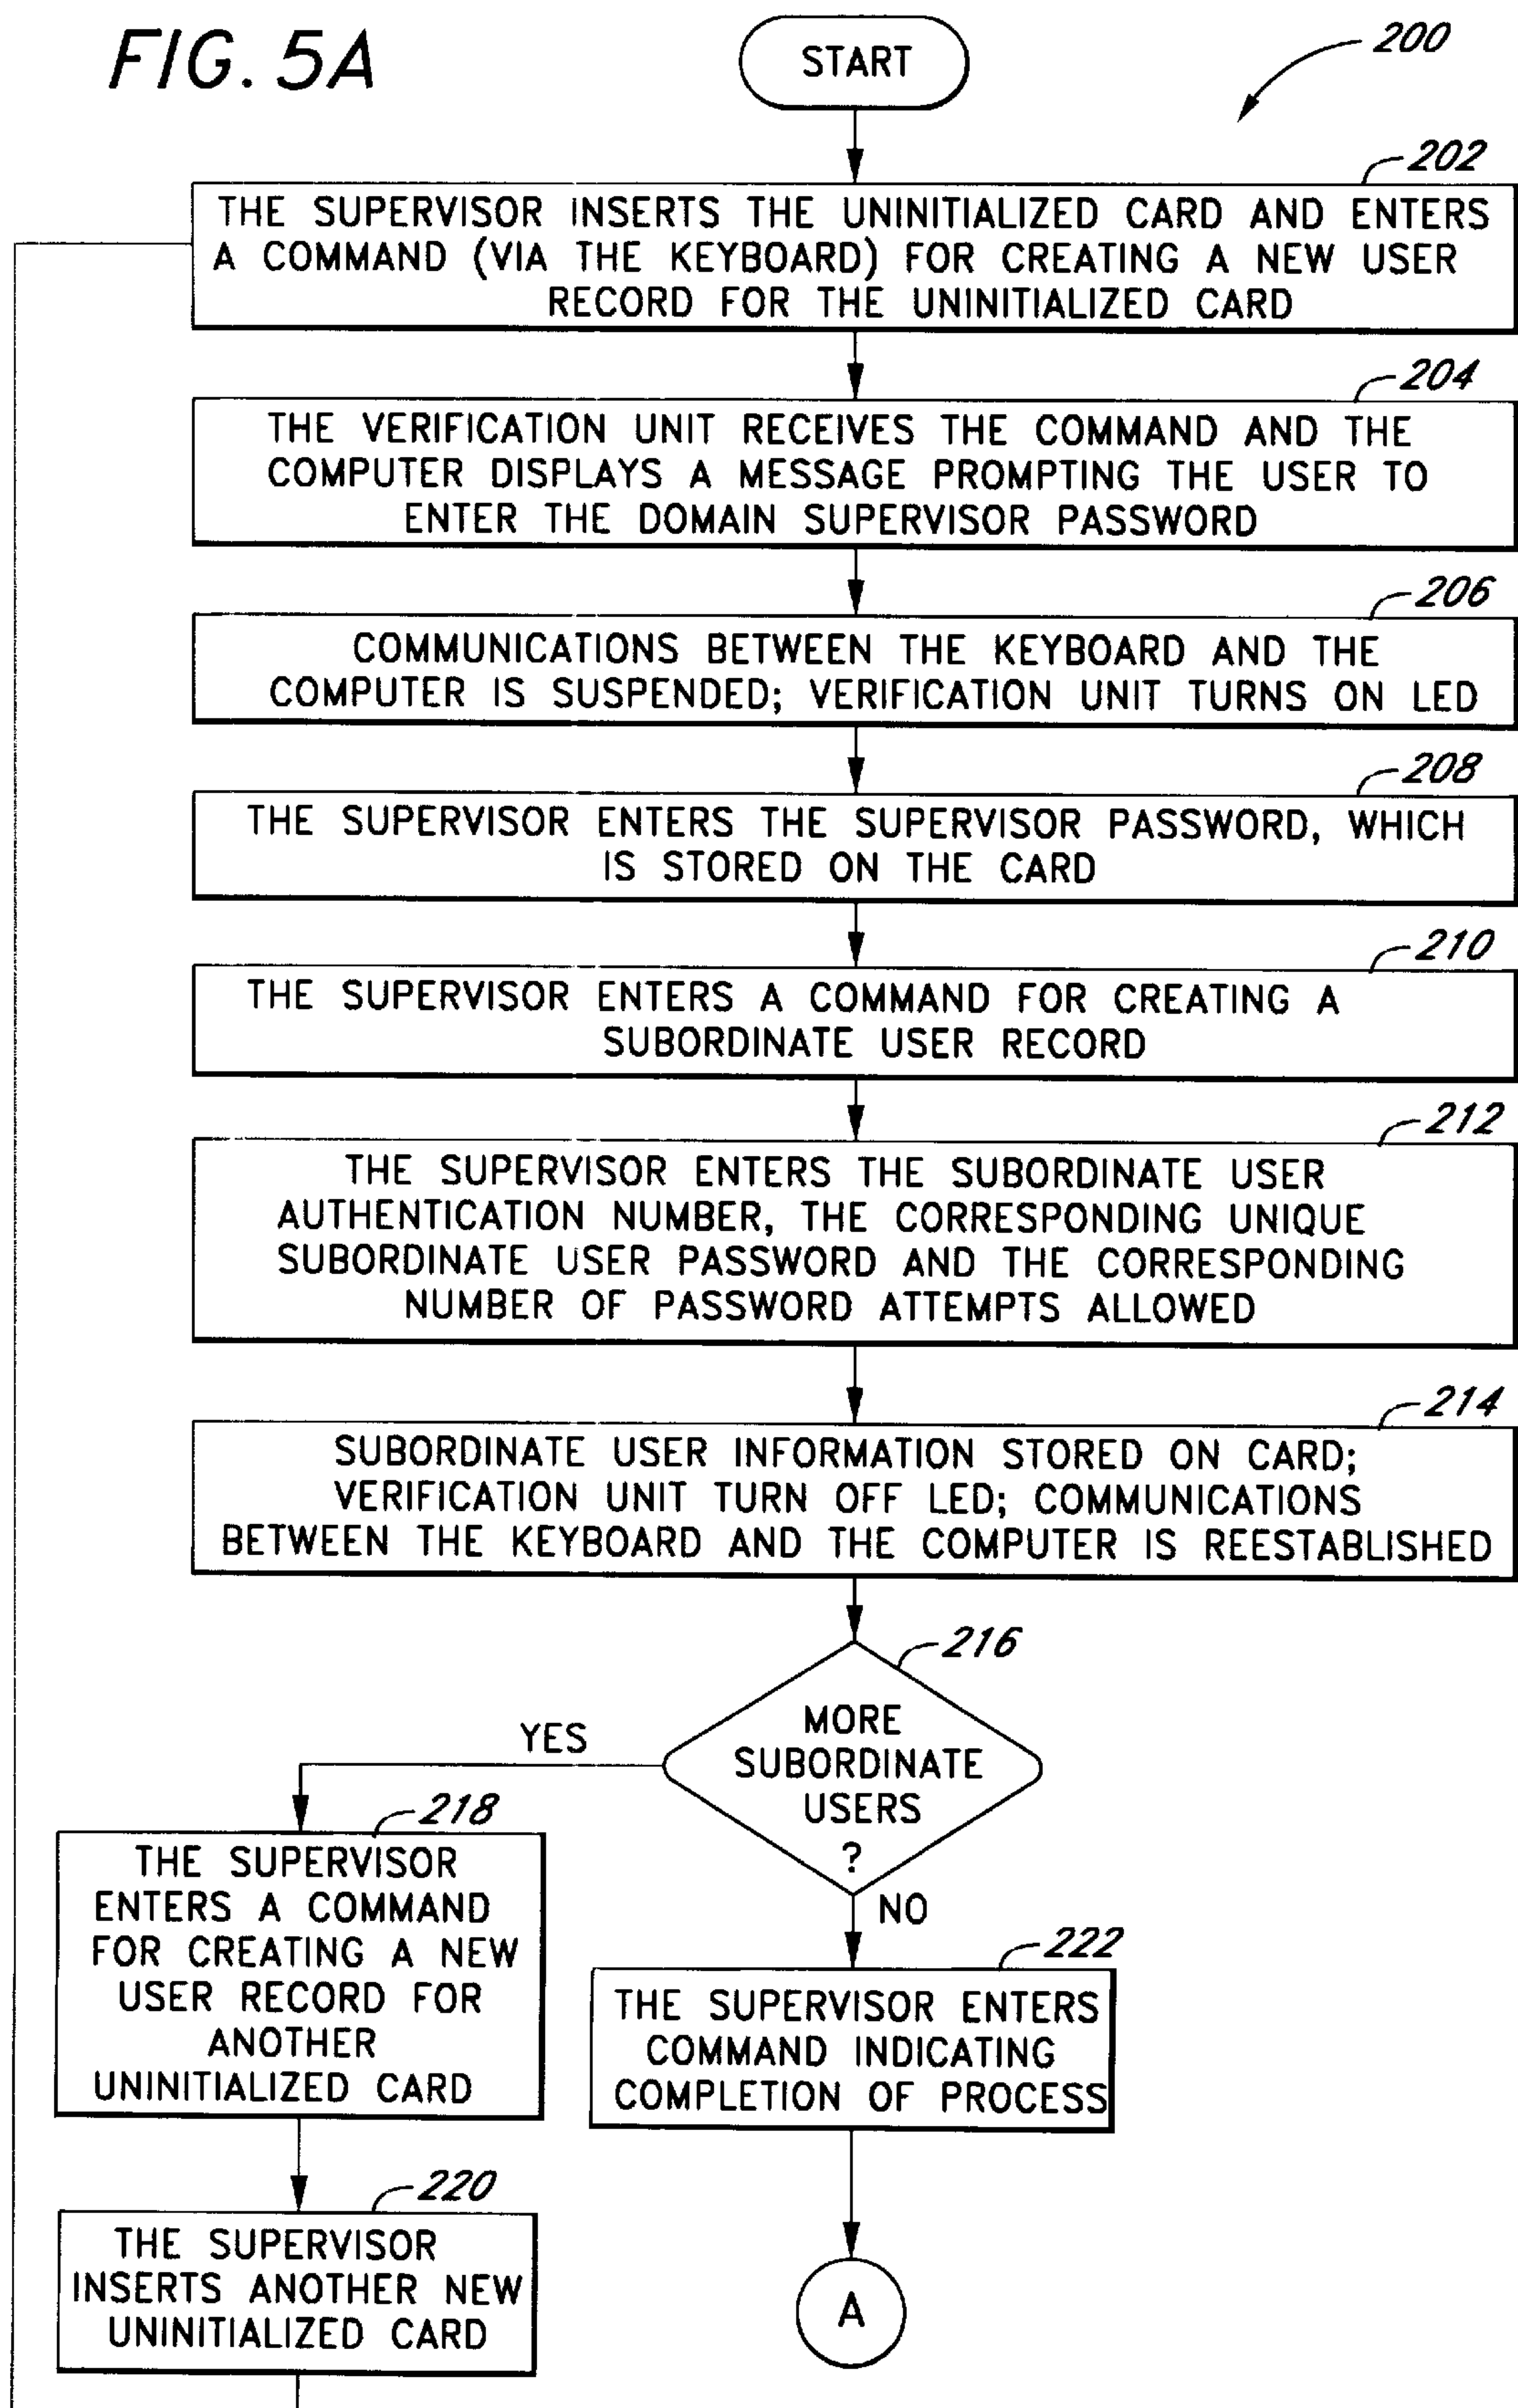 FIG. 5A
START
200
202
THE SUPERVISOR INSERTS THE UNINITIALIZED CARD AND ENTERS
A COMMAND (VIA THE KEYBOARD) FOR CREATING A NEW USER
RECORD FOR THE UNINITIALIZED CARD
204
THE VERIFICATION UNIT RECEIVES THE COMMAND AND THE
COMPUTER DISPLAYS A MESSAGE PROMPTING THE USER TO
ENTER THE DOMAIN SUPERVISOR PASSWORD
206
COMMUNICATIONS BETWEEN THE KEYBOARD AND THE
COMPUTER IS SUSPENDED; VERIFICATION UNIT TURNS ON LED
208
THE SUPERVISOR ENTERS THE SUPERVISOR PASSWORD, WHICH
IS STORED ON THE CARD
210
THE SUPERVISOR ENTERS A COMMAND FOR CREATING A
SUBORDINATE USER RECORD
212
THE SUPERVISOR ENTERS THE SUBORDINATE USER
AUTHENTICATION NUMBER, THE CORRESPONDING UNIQUE
SUBORDINATE USER PASSWORD AND THE CORRESPONDING
NUMBER OF PASSWORD ATTEMPTS ALLOWED
214
SUBORDINATE USER INFORMATION STORED ON CARD;
VERIFICATION UNIT TURN OFF LED; COMMUNICATIONS
BETWEEN THE KEYBOARD AND THE COMPUTER IS REESTABLISHED
216
MORE
SUBORDINATE
USERS
?
YES
218
THE SUPERVISOR
ENTERS A COMMAND
FOR CREATING A NEW
USER RECORD FOR
ANOTHER
UNINITIALIZED CARD
NO
222
THE SUPERVISOR ENTERS
COMMAND INDICATING
COMPLETION OF PROCESS
220
THE SUPERVISOR
INSERTS ANOTHER NEW
UNINITIALIZED CARD
A